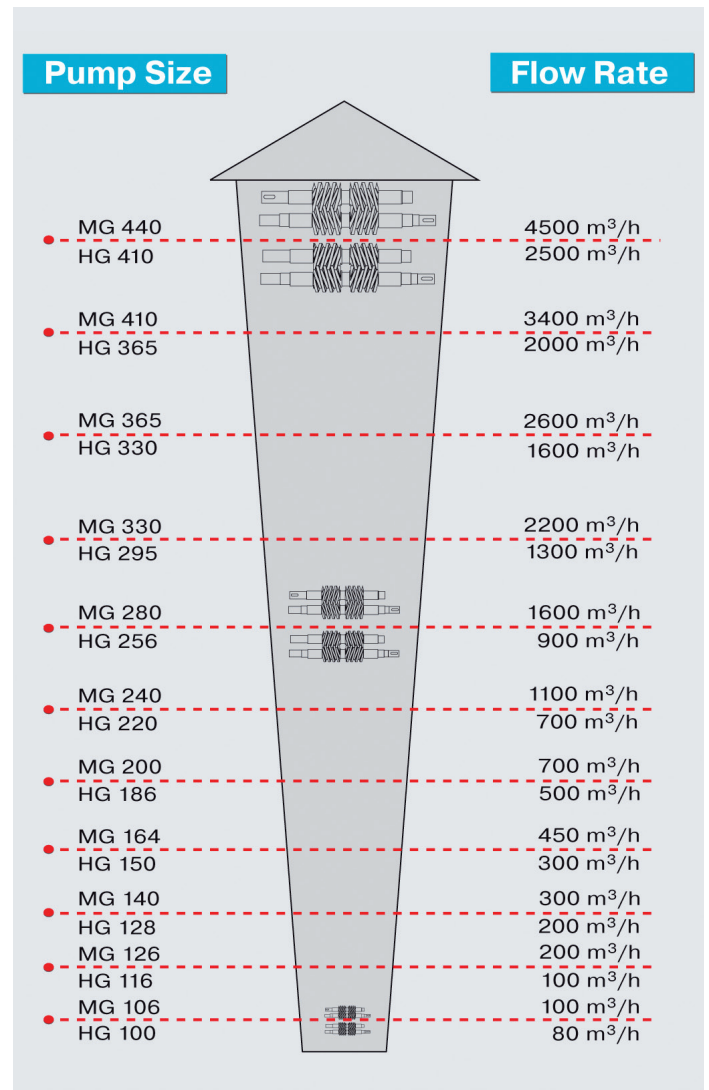 Pump Size Flow Rate
MG 440 4500 m³/h
HG 410 2500 m³/h
MG 410 3400 m³/h
HG 365 2000 m³/h
MG 365 2600 m³/h
HG 330 1600 m³/h
MG 330 2200 m³/h
HG 295 1300 m³/h
MG 280 1600 m³/h
HG 256 900 m³/h
MG 240 1100 m³/h
HG 220 700 m³/h
MG 200 700 m³/h
HG 186 500 m³/h
MG 164 450 m³/h
HG 150 300 m³/h
MG 140 300 m³/h
HG 128 200 m³/h
MG 126 200 m³/h
HG 116 100 m³/h
MG 106 100 m³/h
HG 100 80 m³/h